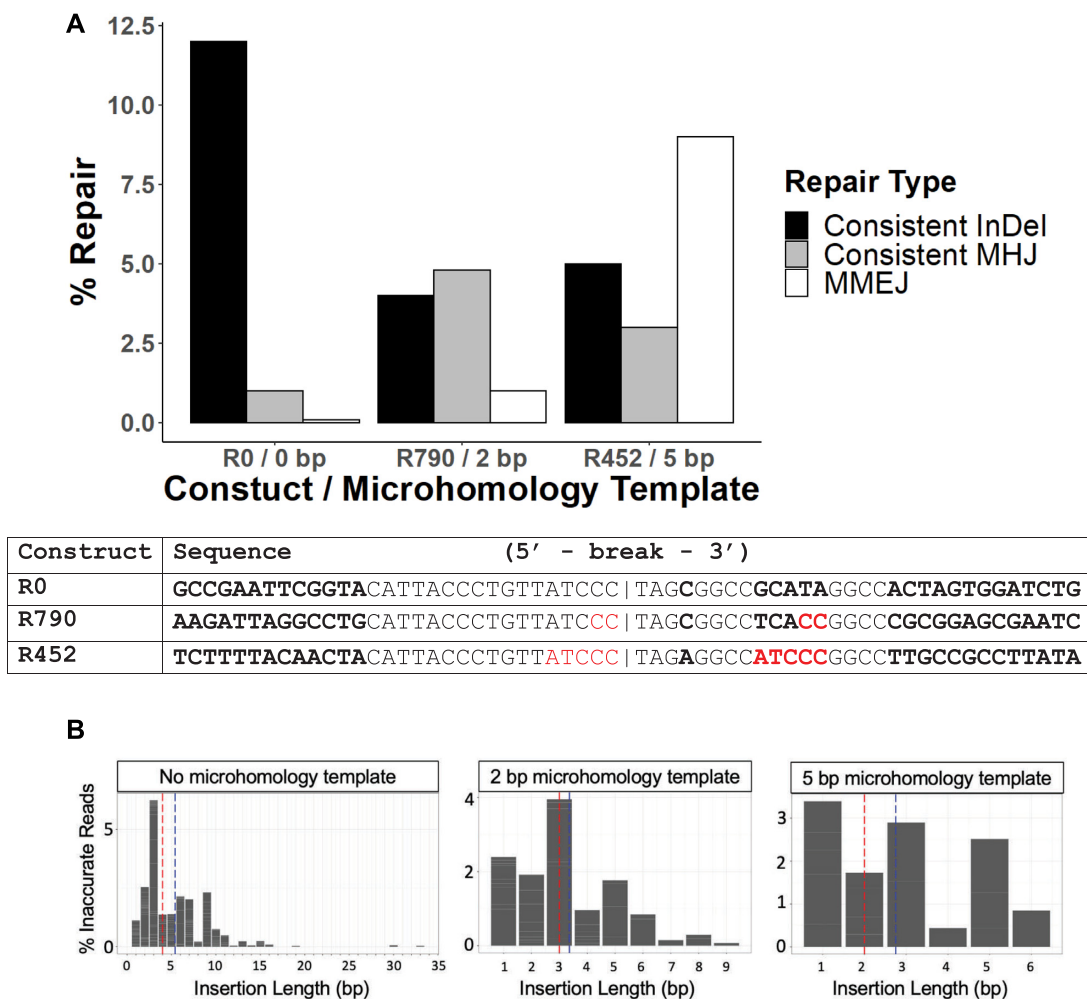 A
12.5
10.0
7.5
5.0
2.5
0.0
% Repair
R0 / 0 bp R790 / 2 bp R452 / 5 bp
Constuct / Microhomology Template
Repair Type
Consistent InDel
Consistent MHJ
MMEJ
Construct Sequence (5’ - break - 3’)
R0 GCCGAATTCGGTACATTACCCTGTTATCCC|TAGCGGCCGCATAGGCCACTAGTGGATCTG
R790 AAGATTAGGCCTGCATTACCCTGTTATCCC|TAGCGGCCTCACCGGCCCGCGGAGCGAATC
R452 TCTTTTACAACTACATTACCCTGTTATCCC|TAGAGGCCATCCCGGCCTTGCCGCCTTATA
B
No microhomology template
5
0
% Inaccurate Reads
0 5 10 15 20 25 30 35
Insertion Length (bp)
2 bp microhomology template
4
2
0
1 2 3 4 5 6 7 8 9
Insertion Length (bp)
5 bp microhomology template
3
2
1
0
1 2 3 4 5 6
Insertion Length (bp)